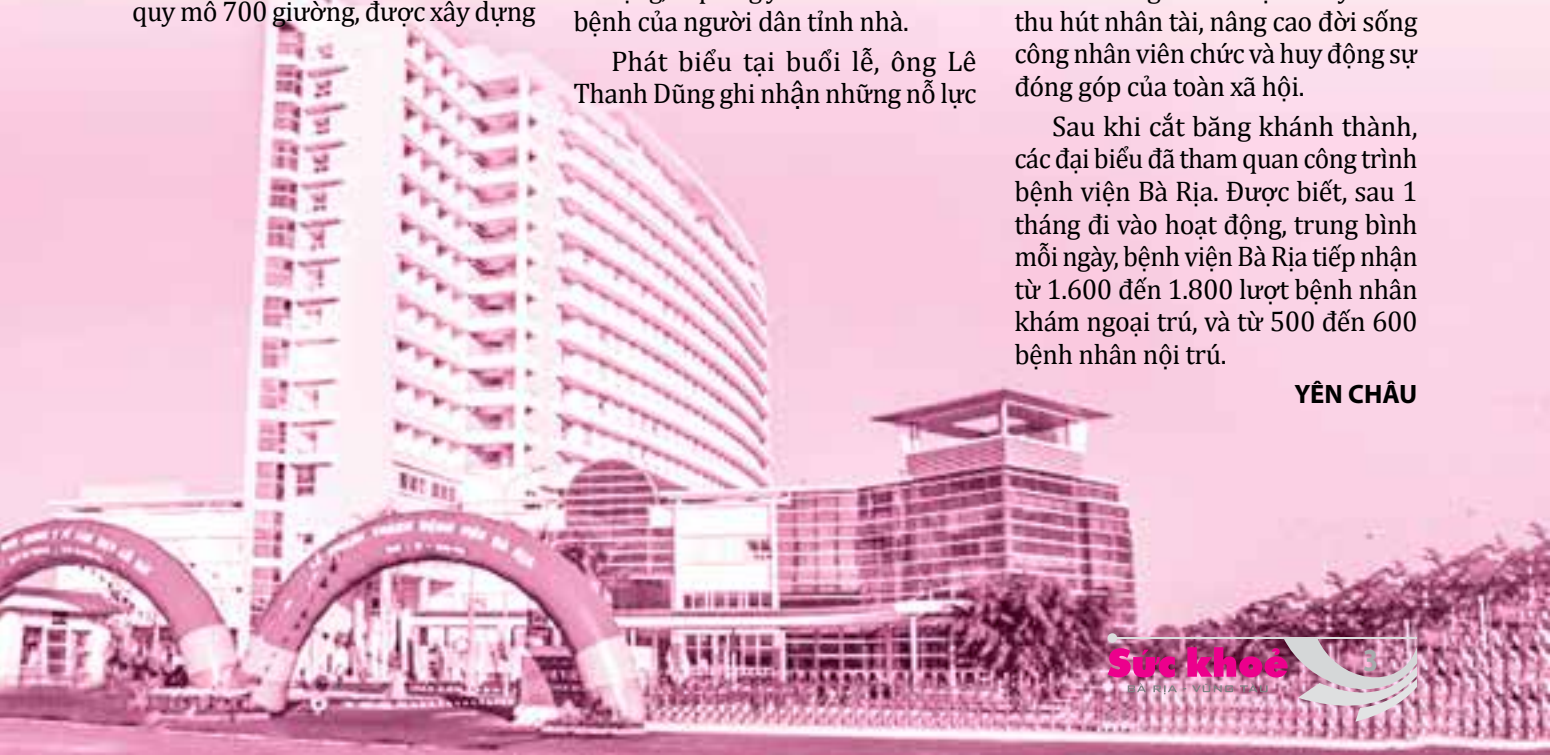 quy mô 700 giường, được xây dựng
bệnh của người dân tỉnh nhà.
Phát biểu tại buổi lễ, ông Lê
Thanh Dũng ghi nhận những nỗ lực
thu hút nhân tài, nâng cao đời sống
công nhân viên chức và huy động sự
đóng góp của toàn xã hội.
Sau khi cắt băng khánh thành,
các đại biểu đã tham quan công trình
bệnh viện Bà Rịa. Được biết, sau 1
tháng đi vào hoạt động, trung bình
mỗi ngày, bệnh viện Bà Rịa tiếp nhận
từ 1.600 đến 1.800 lượt bệnh nhân
khám ngoại trú, và từ 500 đến 600
bệnh nhân nội trú.
YÊN CHÂU
Sức khoẻ
BÀ RỊA - VŨNG TÀU
3